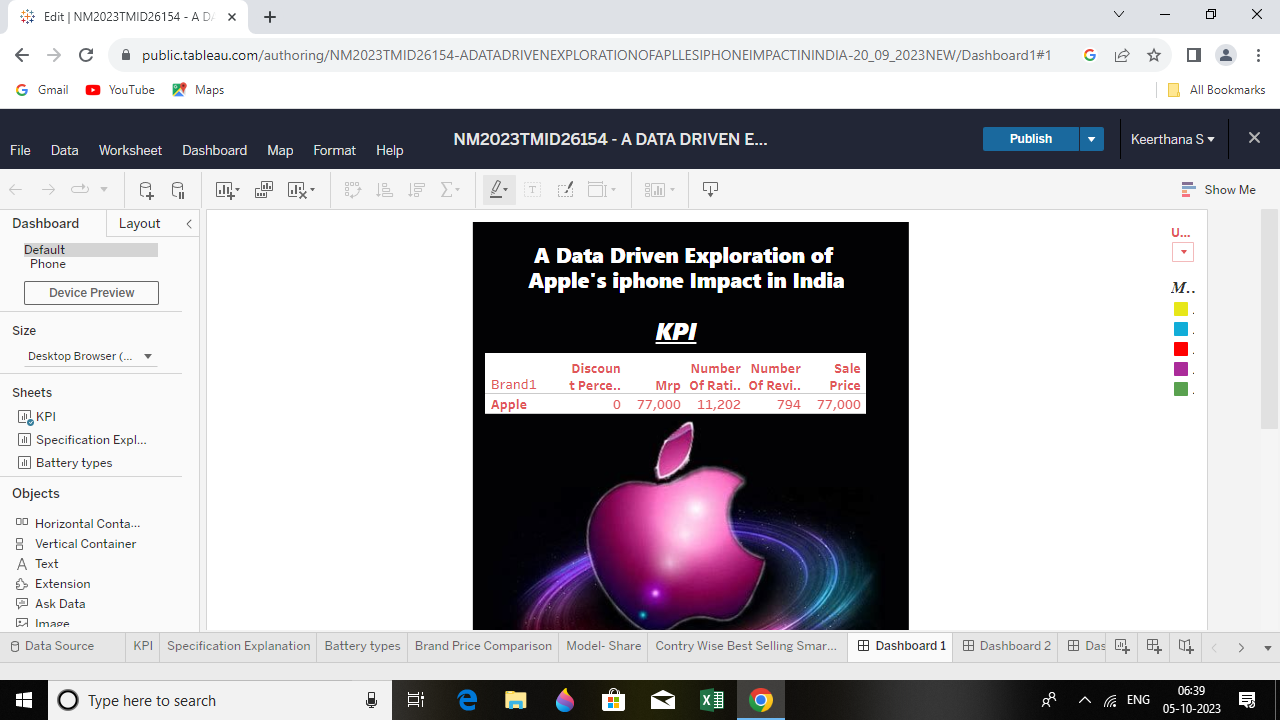 Edit | NM2023TMID26154 - A D
public.tableau.com/authoring/NM2023TMID26154-ADATADRIVENEXPLORATIONOFAPLLESIPHONEIMPACTININDIA-20_09_2023NEW/Dashboard1#1
Gmail YouTube Maps All Bookmarks
NM2023TMID26154 - A DATA DRIVEN E... Publish Keerthana S
File Data Worksheet Dashboard Map Format Help
Show Me
Dashboard Layout
Default
Phone
Device Preview
Size
Desktop Browser (...
Sheets
KPI
Specification Expl...
Battery types
Objects
Horizontal Conta...
Vertical Container
Text
Extension
Ask Data
Image
A Data Driven Exploration of
Apple's iphone Impact in India
KPI
Discoun Number Number Sale
Brand1 t Perce.. Mrp Of Rati.. Of Revi.. Price
Apple 0 77,000 11,202 794 77,000
U...
M..
.
.
.
.
.
Data Source KPI Specification Explanation Battery types Brand Price Comparison Model- Share Contry Wise Best Selling Smar... Dashboard 1 Dashboard 2 Das
Type here to search ENG 06:39
05-10-2023